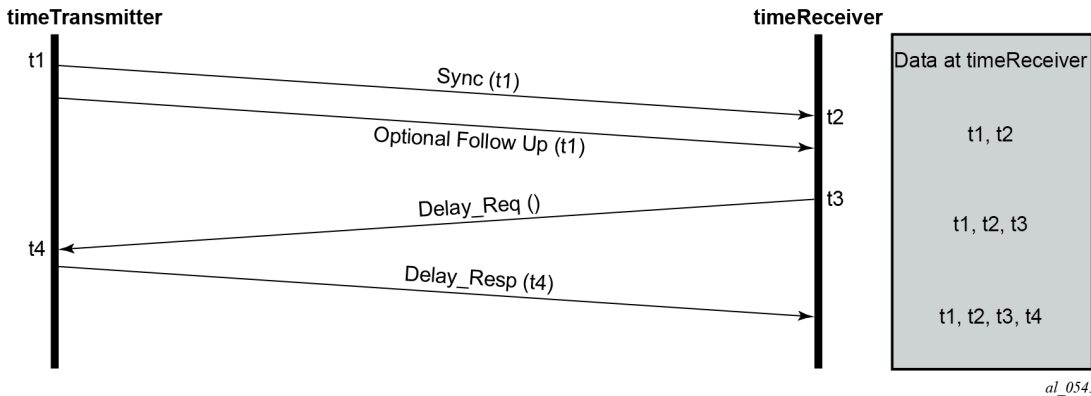 timeTransmitter
timeReceiver
t1
Data at timeReceiver
Sync (t1)
t2
t1, t2
Optional Follow Up (t1)
t3
Delay_Req ()
t1, t2, t3
t4
Delay_Resp (t4)
t1, t2, t3, t4